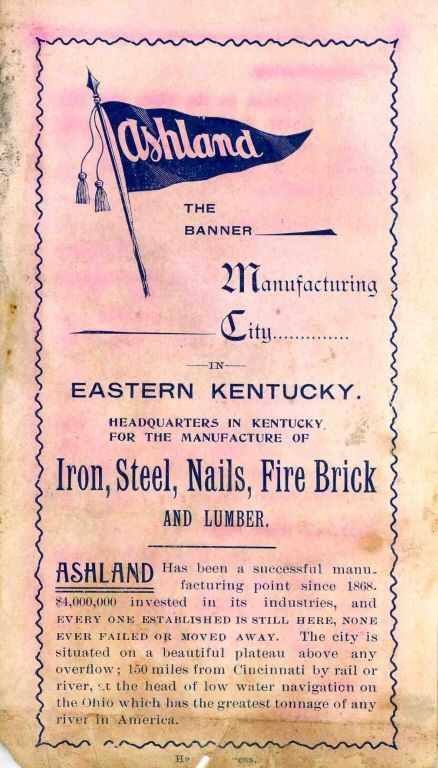 Ashland
THE
BANNER
Manufacturing
City..............
—IN—
EASTERN KENTUCKY.
HEADQUARTERS IN KENTUCKY
FOR THE MANUFACTURE OF
Iron, Steel, Nails, Fire Brick
AND LUMBER.
ASHLAND Has been a successful manu-
facturing point since 1868.
$4,000,000 invested in its industries, and
EVERY ONE ESTABLISHED IS STILL HERE, NONE
EVER FAILED OR MOVED AWAY. The city is
situated on a beautiful plateau above any
overflow; 150 miles from Cincinnati by rail or
river, at the head of low water navigation on
the Ohio which has the greatest tonnage of any
river in America.